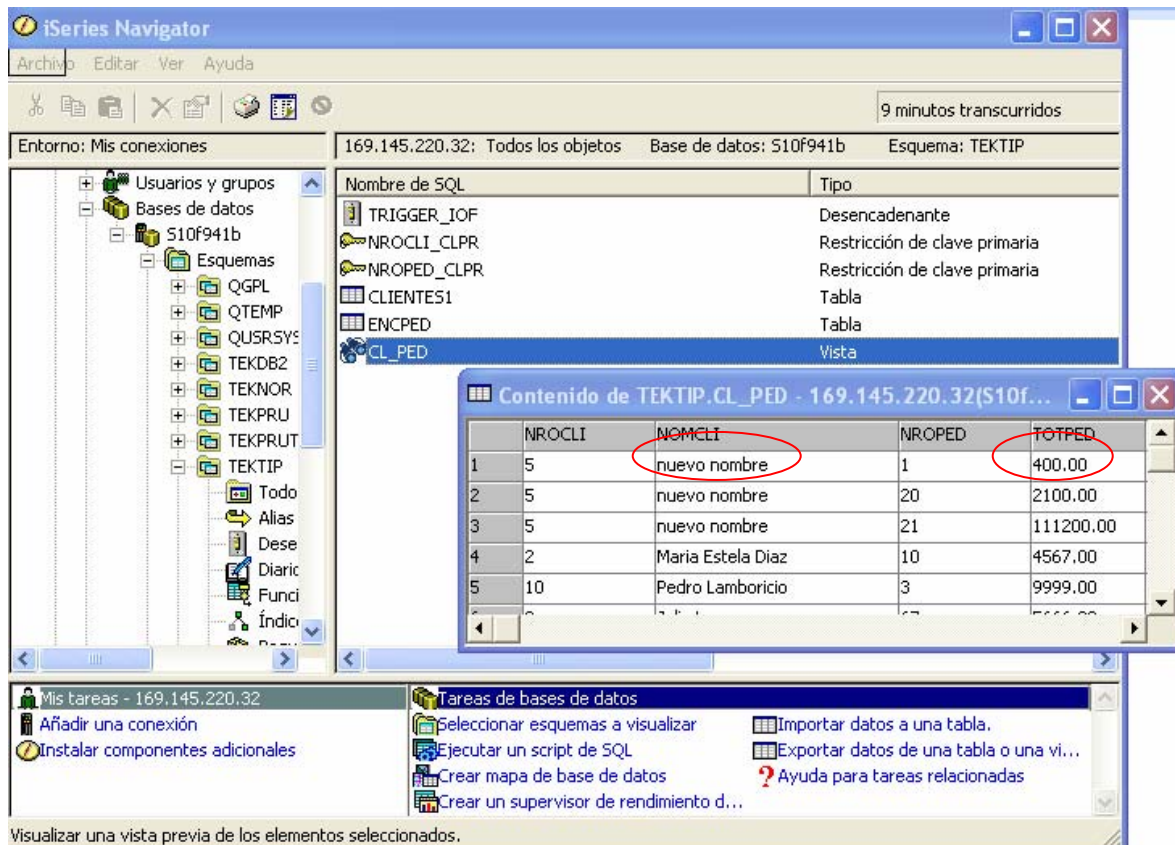 iSeries Navigator
Archivo Editar Ver Ayuda
9 minutos transcurridos
Entorno: Mis conexiones
169.145.220.32: Todos los objetos Base de datos: S10f941b Esquema: TEKTIP
Usuarios y grupos
Bases de datos
S10f941b
Esquemas
QGPL
QTEMP
QUSRSYS
TEKDB2
TEKNOR
TEKPRU
TEKPRUT
TEKTIP
Todo
Alias
Dese
Diaric
Funci
Índic
Nombre de SQL Tipo
TRIGGER_IOF Desencadenante
NROCLI_CLPR Restricción de clave primaria
NROPED_CLPR Restricción de clave primaria
CLIENTES1 Tabla
ENCPED Tabla
CL_PED Vista
Contenido de TEKTIP.CL_PED - 169.145.220.32(S10f...
NROCLI NOMCLI NROPED TOTPED
1 5 nuevo nombre 1 400.00
2 5 nuevo nombre 20 2100.00
3 5 nuevo nombre 21 111200.00
4 2 Maria Estela Diaz 10 4567.00
5 10 Pedro Lamboricio 3 9999.00
Mis tareas - 169.145.220.32
Añadir una conexión
Instalar componentes adicionales
Tareas de bases de datos
Seleccionar esquemas a visualizar Importar datos a una tabla.
Ejecutar un script de SQL Exportar datos de una tabla o una vi...
Crear mapa de base de datos Ayuda para tareas relacionadas
Crear un supervisor de rendimiento d...
Visualizar una vista previa de los elementos seleccionados.